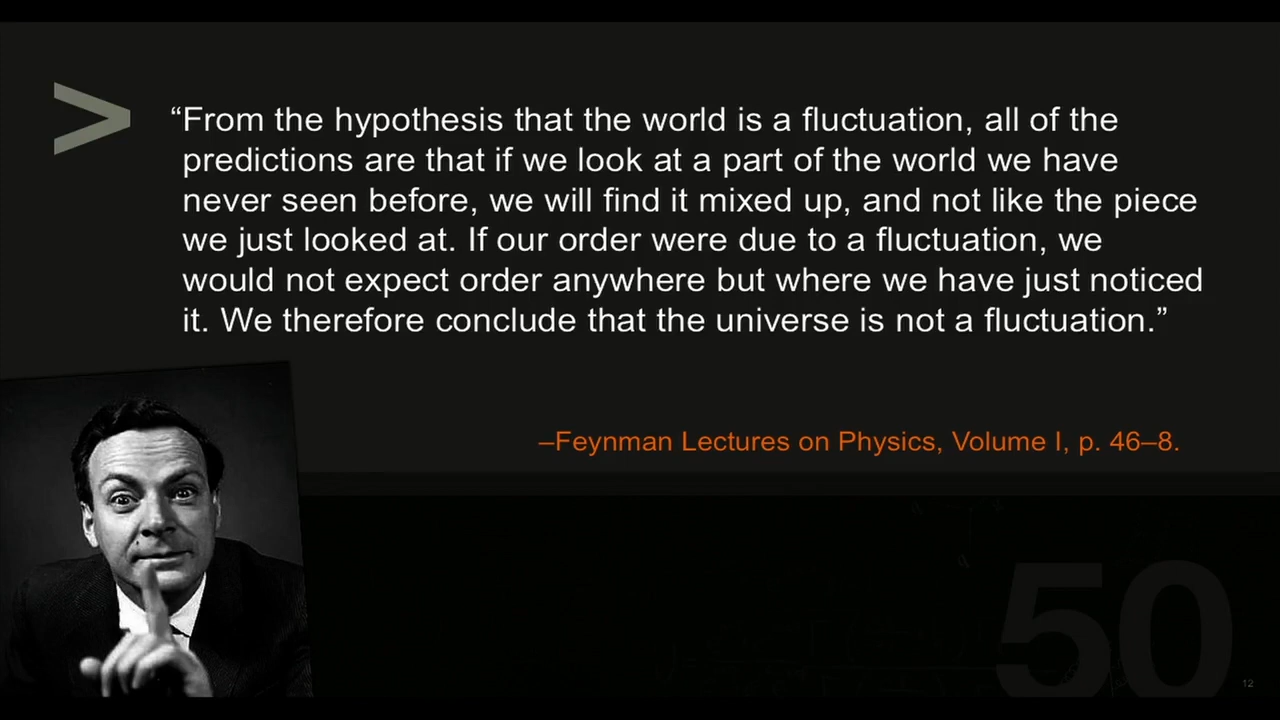 >
“From the hypothesis that the world is a fluctuation, all of the
predictions are that if we look at a part of the world we have
never seen before, we will find it mixed up, and not like the piece
we just looked at. If our order were due to a fluctuation, we
would not expect order anywhere but where we have just noticed
it. We therefore conclude that the universe is not a fluctuation.”
–Feynman Lectures on Physics, Volume I, p. 46–8.
50
12